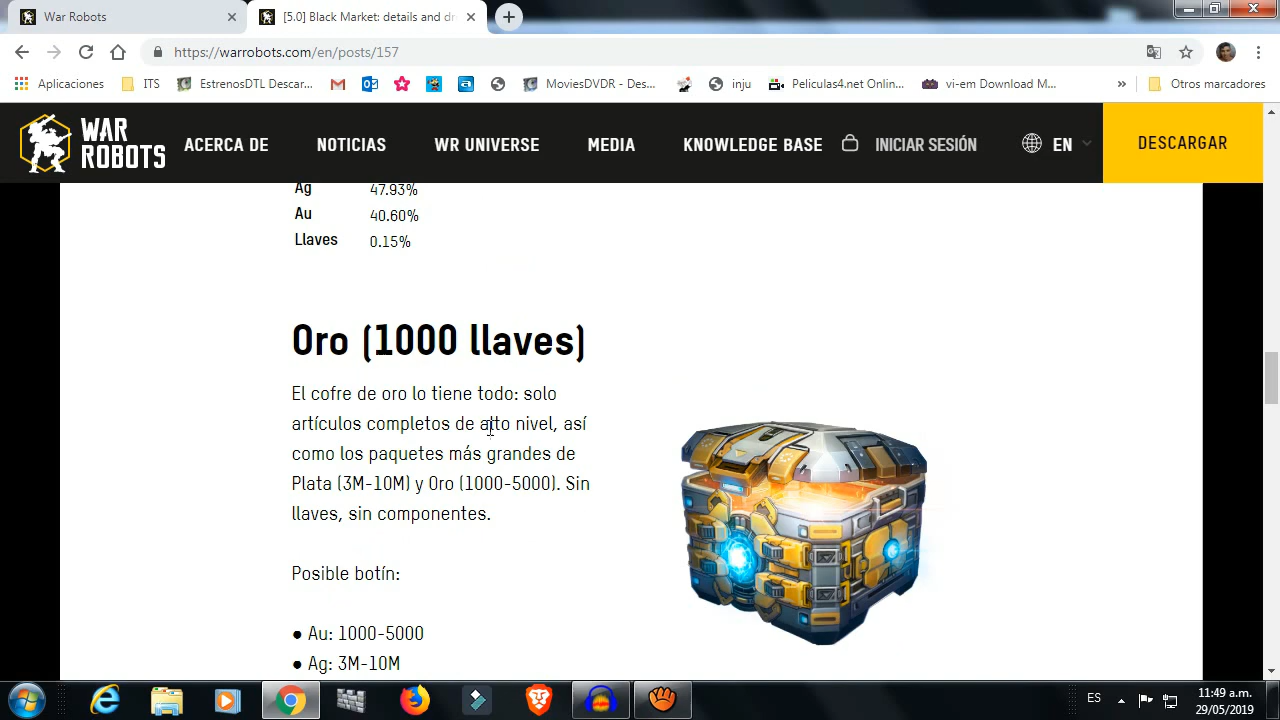 War Robots
[5.0] Black Market: details and dr
https://warrobots.com/en/posts/157
Aplicaciones
ITS
EstrenosDTL Descar...
MoviesDVDR - Des...
inju
Peliculas4.net Onlin...
vi-em Download M...
»
Otros marcadores
WAR
ROBOTS
ACERCA DE
NOTICIAS
WR UNIVERSE
MEDIA
KNOWLEDGE BASE
INICIAR SESIÓN
EN
DESCARGAR
Ag 47.93%
Au 40.60%
Llaves 0.15%
Oro (1000 llaves)
El cofre de oro lo tiene todo: solo
artículos completos de alto nivel, así
como los paquetes más grandes de
Plata (3M-10M) y Oro (1000-5000). Sin
llaves, sin componentes.
Posible botín:
● Au: 1000-5000
● Ag: 3M-10M
ES
11:49 a.m.
29/05/2019